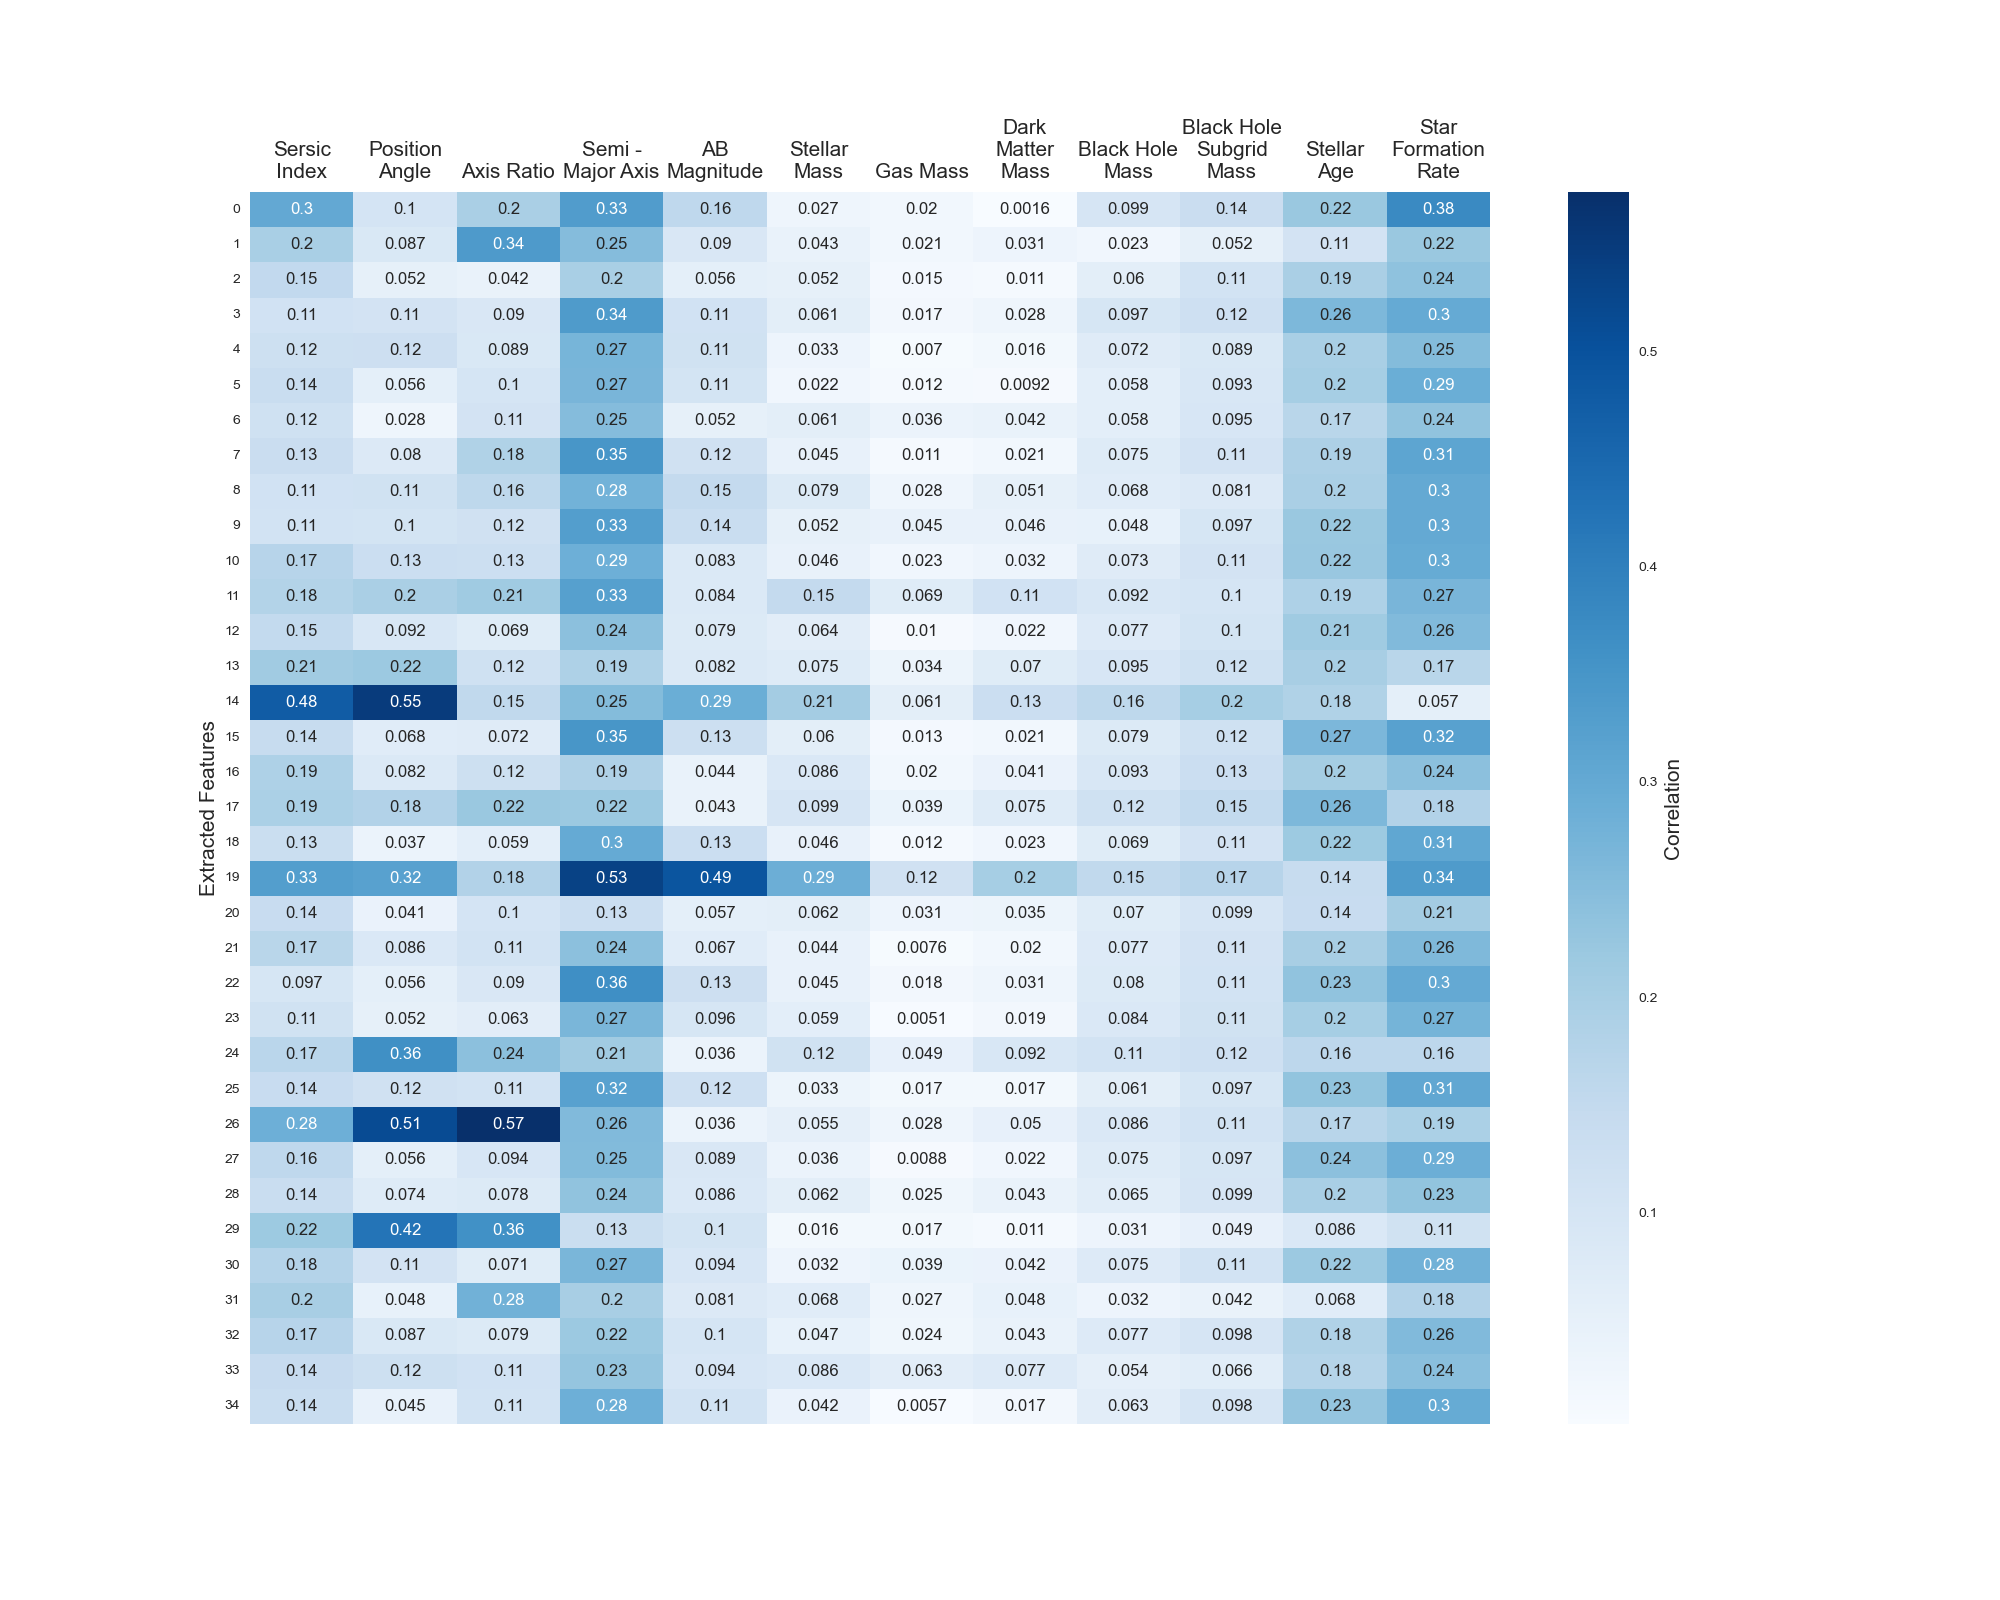 Sersic Index Position Angle Axis Ratio Semi - Major Axis AB Magnitude Stellar Mass Gas Mass Dark Matter Mass Black Hole Mass Black Hole Subgrid Mass Stellar Age Star Formation Rate
0 0.3 0.1 0.2 0.33 0.16 0.027 0.02 0.0016 0.099 0.14 0.22 0.38
1 0.2 0.087 0.34 0.25 0.09 0.043 0.021 0.031 0.023 0.052 0.11 0.22
2 0.15 0.052 0.042 0.2 0.056 0.052 0.015 0.011 0.06 0.11 0.19 0.24
3 0.11 0.11 0.09 0.34 0.11 0.061 0.017 0.028 0.097 0.12 0.26 0.3
4 0.12 0.12 0.089 0.27 0.11 0.033 0.007 0.016 0.072 0.089 0.2 0.25
5 0.14 0.056 0.1 0.27 0.11 0.022 0.012 0.0092 0.058 0.093 0.2 0.29
6 0.12 0.028 0.11 0.25 0.052 0.061 0.036 0.042 0.058 0.095 0.17 0.24
7 0.13 0.08 0.18 0.35 0.12 0.045 0.011 0.021 0.075 0.11 0.19 0.31
8 0.11 0.11 0.16 0.28 0.15 0.079 0.028 0.051 0.068 0.081 0.2 0.3
9 0.11 0.1 0.12 0.33 0.14 0.052 0.045 0.046 0.048 0.097 0.22 0.3
10 0.17 0.13 0.13 0.29 0.083 0.046 0.023 0.032 0.073 0.11 0.22 0.3
11 0.18 0.2 0.21 0.33 0.084 0.15 0.069 0.11 0.092 0.1 0.19 0.27
12 0.15 0.092 0.069 0.24 0.079 0.064 0.01 0.022 0.077 0.1 0.21 0.26
13 0.21 0.22 0.12 0.19 0.082 0.075 0.034 0.07 0.095 0.12 0.2 0.17
14 0.48 0.55 0.15 0.25 0.29 0.21 0.061 0.13 0.16 0.2 0.18 0.057
15 0.14 0.068 0.072 0.35 0.13 0.06 0.013 0.021 0.079 0.12 0.27 0.32
16 0.19 0.082 0.12 0.19 0.044 0.086 0.02 0.041 0.093 0.13 0.2 0.24
17 0.19 0.18 0.22 0.22 0.043 0.099 0.039 0.075 0.12 0.15 0.26 0.18
18 0.13 0.037 0.059 0.3 0.13 0.046 0.012 0.023 0.069 0.11 0.22 0.31
19 0.33 0.32 0.18 0.53 0.49 0.29 0.12 0.2 0.15 0.17 0.14 0.34
20 0.14 0.041 0.1 0.13 0.057 0.062 0.031 0.035 0.07 0.099 0.14 0.21
21 0.17 0.086 0.11 0.24 0.067 0.044 0.0076 0.02 0.077 0.11 0.2 0.26
22 0.097 0.056 0.09 0.36 0.13 0.045 0.018 0.031 0.08 0.11 0.23 0.3
23 0.11 0.052 0.063 0.27 0.096 0.059 0.0051 0.019 0.084 0.11 0.2 0.27
24 0.17 0.36 0.24 0.21 0.036 0.12 0.049 0.092 0.11 0.12 0.16 0.16
25 0.14 0.12 0.11 0.32 0.12 0.033 0.017 0.017 0.061 0.097 0.23 0.31
26 0.28 0.51 0.57 0.26 0.036 0.055 0.028 0.05 0.086 0.11 0.17 0.19
27 0.16 0.056 0.094 0.25 0.089 0.036 0.0088 0.022 0.075 0.097 0.24 0.29
28 0.14 0.074 0.078 0.24 0.086 0.062 0.025 0.043 0.065 0.099 0.2 0.23
29 0.22 0.42 0.36 0.13 0.1 0.016 0.017 0.011 0.031 0.049 0.086 0.11
30 0.18 0.11 0.071 0.27 0.094 0.032 0.039 0.042 0.075 0.11 0.22 0.28
31 0.2 0.048 0.28 0.2 0.081 0.068 0.027 0.048 0.032 0.042 0.068 0.18
32 0.17 0.087 0.079 0.22 0.1 0.047 0.024 0.043 0.077 0.098 0.18 0.26
33 0.14 0.12 0.11 0.23 0.094 0.086 0.063 0.077 0.054 0.066 0.18 0.24
34 0.14 0.045 0.11 0.28 0.11 0.042 0.0057 0.017 0.063 0.098 0.23 0.3
Extracted Features
0.5
0.4
0.3
0.2
0.1
Correlation